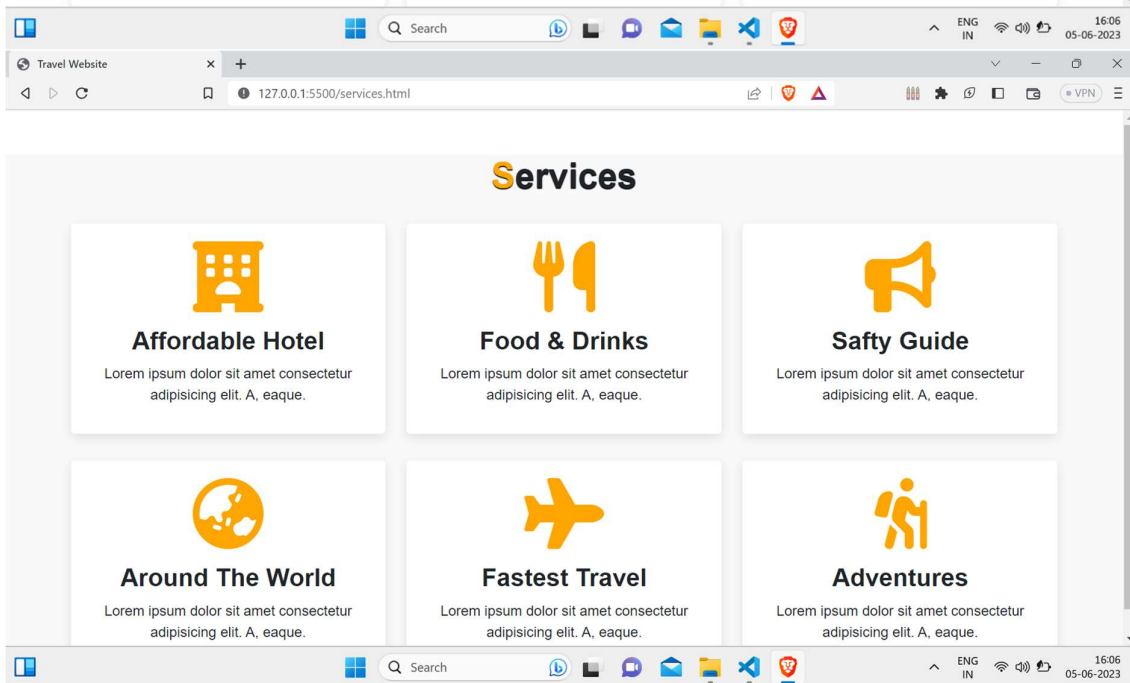 Search
ENG
IN
16:06
05-06-2023
Travel Website
127.0.0.1:5500/services.html
VPN
Services
Affordable Hotel
Lorem ipsum dolor sit amet consectetur
adipisicing elit. A, eaque.
Food & Drinks
Lorem ipsum dolor sit amet consectetur
adipisicing elit. A, eaque.
Safty Guide
Lorem ipsum dolor sit amet consectetur
adipisicing elit. A, eaque.
Around The World
Lorem ipsum dolor sit amet consectetur
adipisicing elit. A, eaque.
Fastest Travel
Lorem ipsum dolor sit amet consectetur
adipisicing elit. A, eaque.
Adventures
Lorem ipsum dolor sit amet consectetur
adipisicing elit. A, eaque.
Search
ENG
IN
16:06
05-06-2023